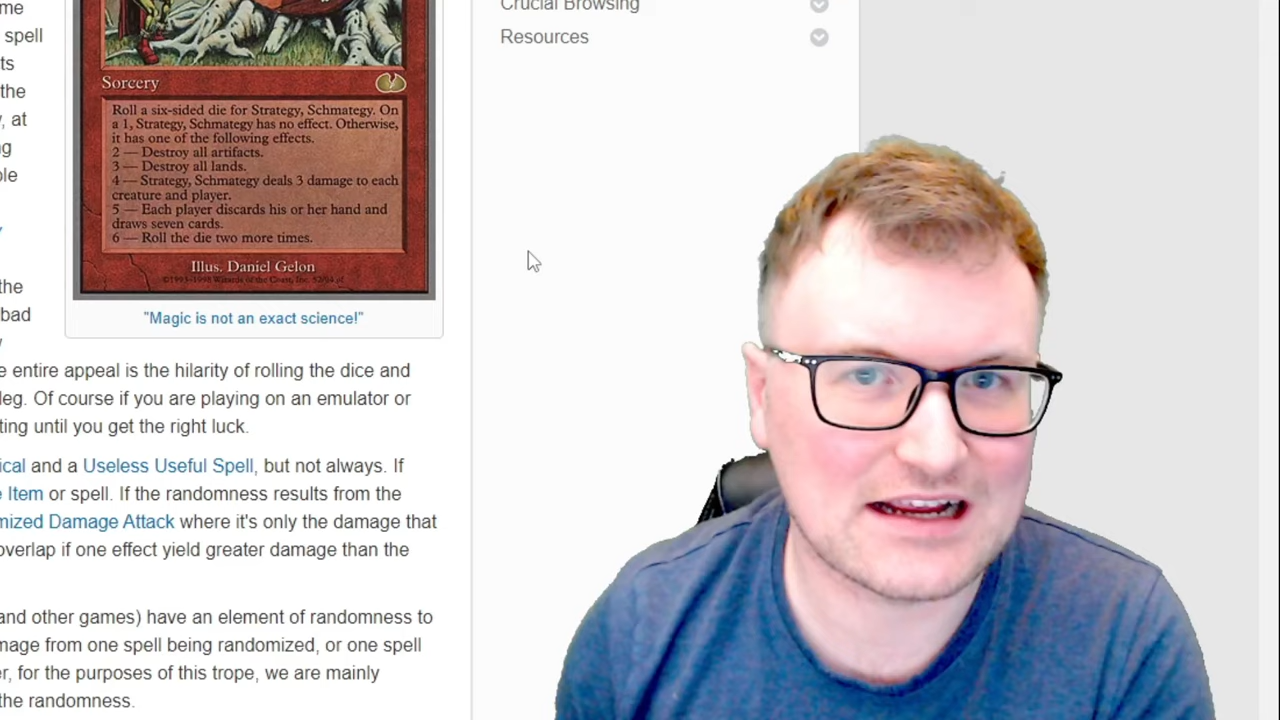 me
spell
ts
the
, at
ng
ple
y
the
bad
y
e entire appeal is the hilarity of rolling the dice and
leg. Of course if you are playing on an emulator or
ting until you get the right luck.
ical and a Useless Useful Spell, but not always. If
e Item or spell. If the randomness results from the
mized Damage Attack where it's only the damage that
overlap if one effect yield greater damage than the
and other games) have an element of randomness to
mage from one spell being randomized, or one spell
er, for the purposes of this trope, we are mainly
the randomness.
Sorcery
Roll a six-sided die for Strategy, Schmategy. On
a 1, Strategy, Schmategy has no effect. Otherwise,
it has one of the following effects.
2 — Destroy all artifacts.
3 — Destroy all lands.
4 — Strategy, Schmategy deals 3 damage to each
creature and player.
5 — Each player discards his or her hand and
draws seven cards.
6 — Roll the die two more times.
Illus. Daniel Gelon
"Magic is not an exact science!"
Crucial Browsing
Resources